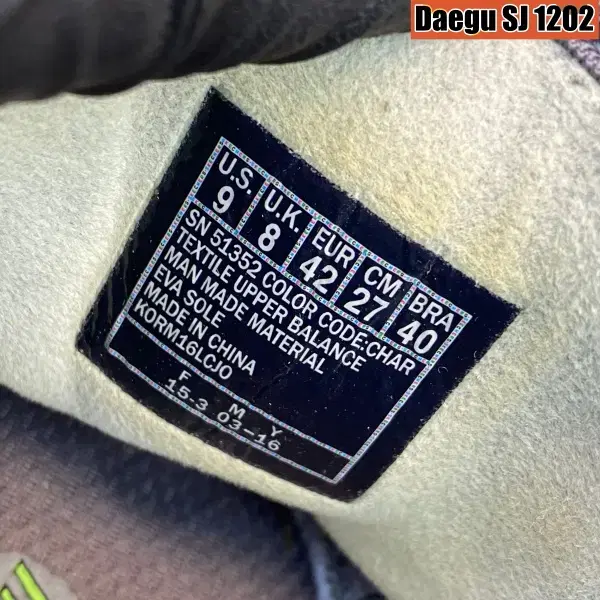 Daegu SJ 1202
U.S. U.K. EUR CM BRA
9 8 42 27 40
SN 51352 COLOR CODE:CHAR
TEXTILE UPPER BALANCE
MAN MADE MATERIAL
EVA SOLE
MADE IN CHINA
KORM16LCJO
F M Y
15.3 03-16